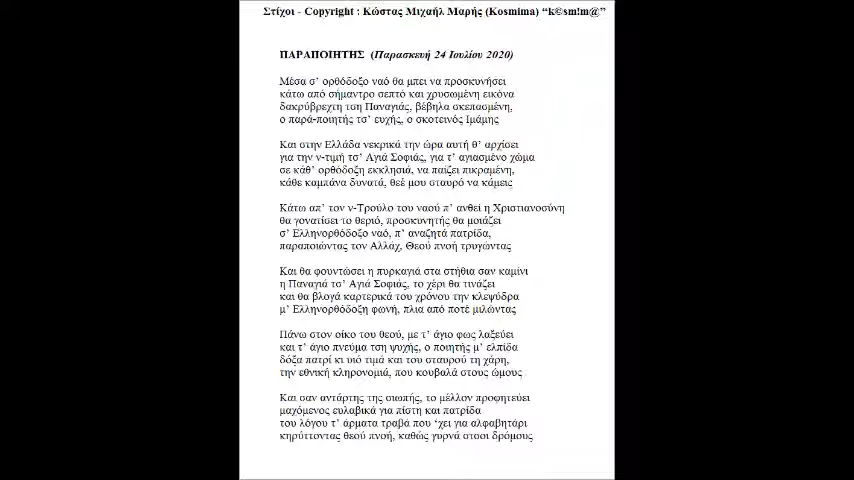 Στίχοι - Copyright : Κώστας Μιχαήλ Μαρής (Kosmima) “k©sm!m@”
ΠΑΡΑΠΟΙΗΤΗΣ (Παρασκευή 24 Ιουλίου 2020)
Μέσα σ’ ορθόδοξο ναό θα μπει να προσκυνήσει
κάτω από σήμαντρο σεπτό και χρυσωμένη εικόνα
δακρύβρεχτη τση Παναγιάς, βέβηλα σκεπασμένη,
ο παρά-ποιητής τσ’ ευχής, ο σκοτεινός Ιμάμης
Και στην Ελλάδα νεκρικά την ώρα αυτή θ’ αρχίσει
για την ν-τιμή τσ’ Αγιά Σοφιάς, για τ’ αγιασμένο χώμα
σε κάθ’ ορθόδοξη εκκλησιά, να παίζει πικραμένη,
κάθε καμπάνα δυνατά, θεέ μου σταυρό να κάμεις
Κάτω απ’ τον ν-Τρούλο του ναού π’ ανθεί η Χριστιανοσύνη
θα γονατίσει το θεριό, προσκυνητής θα μοιάζει
σ’ Ελληνορθόδοξο ναό, π’ αναζητά πατρίδα,
παραποιώντας τον Αλλάχ, Θεού πνοή τρυγώντας
Και θα φουντώσει η πυρκαγιά στα στήθια σαν καμίνι
η Παναγιά τσ’ Αγιά Σοφιάς, το χέρι θα τινάζει
και θα βλογά καρτερικά του χρόνου την κλεψύδρα
μ’ Ελληνορθόδοξη φωνή, πλια από ποτέ μιλώντας
Πάνω στον οίκο του θεού, με τ’ άγιο φως λαξεύει
και τ’ άγιο πνεύμα τση ψυχής, ο ποιητής μ’ ελπίδα
δόξα πατρί κι υιό τιμά και του σταυρού τη χάρη,
την εθνική κληρονομιά, που κουβαλά στους ώμους
Και σαν αντάρτης της σιωπής, το μέλλον προφητεύει
μαχόμενος ευλαβικά για πίστη και πατρίδα
του λόγου τ’ άρματα τραβά που ‘χει για αλφαβητάρι
κηρύττοντας θεού πνοή, καθώς γυρνά στσοι δρόμους